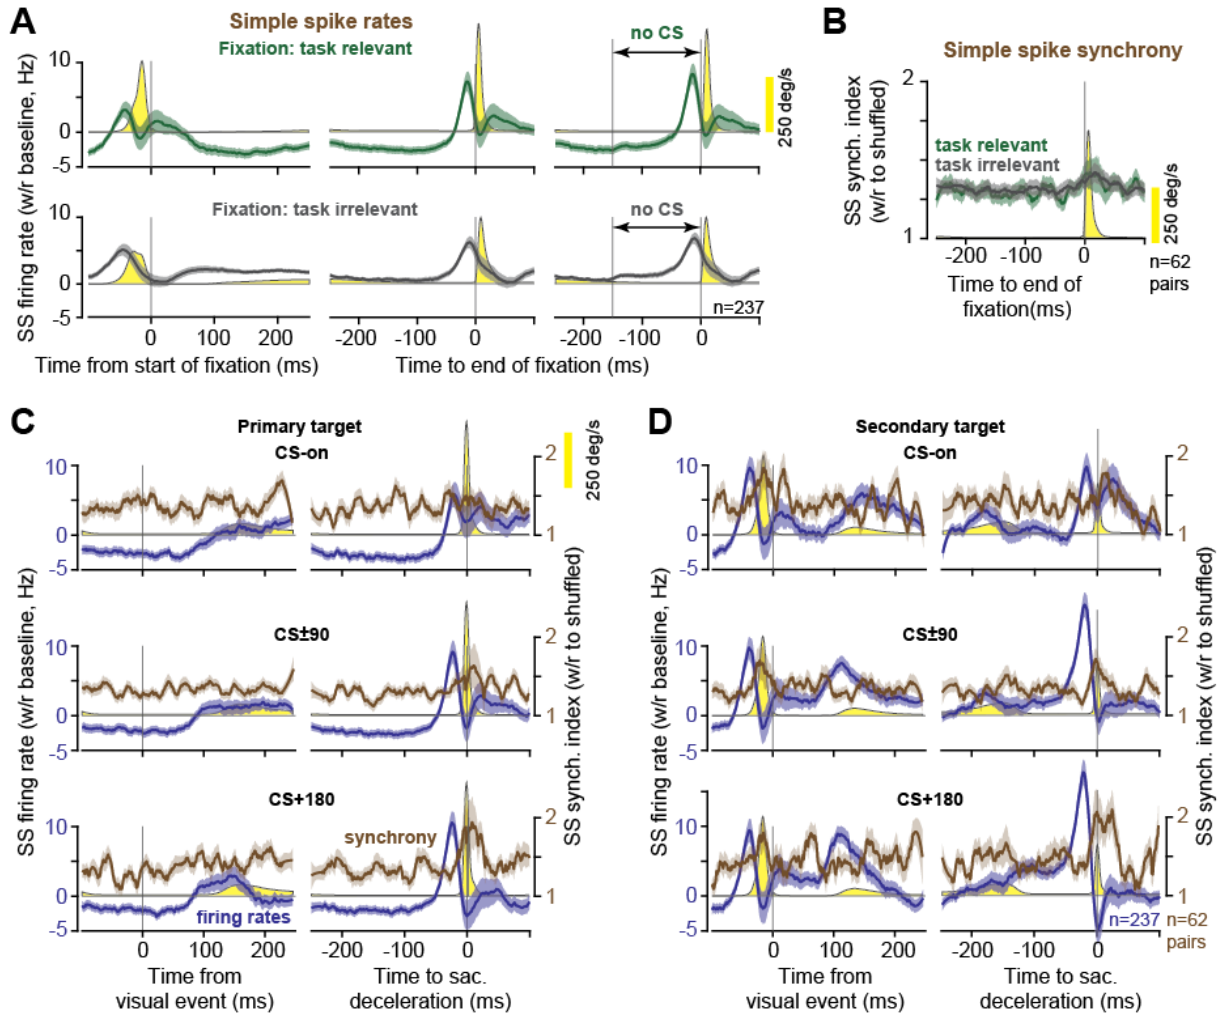 A
Simple spike rates
Fixation: task relevant
no CS
250 deg/s
SS firing rate (w/r baseline, Hz)
10
0
-5
Fixation: task irrelevant
no CS
10
0
-5
n=237
0 100 200
-200 -100 0
-200 -100 0
Time from start of fixation (ms)
Time to end of fixation (ms)
B
Simple spike synchrony
SS synch. index
(w/r to shuffled)
2
1
task relevant
task irrelevant
250 deg/s
-200 -100 0
n=62
pairs
Time to end of
fixation(ms)
C
Primary target
CS-on
250 deg/s
10
0
-5
2
1
SS firing rate (w/r baseline, Hz)
SS synch. index (w/r to shuffled)
CS±90
10
0
-5
2
1
CS+180
synchrony
firing rates
10
0
-5
2
1
0 100 200
-200 -100 0
Time from
visual event (ms)
Time to sac.
deceleration (ms)
D
Secondary target
CS-on
10
0
-5
2
1
SS firing rate (w/r baseline, Hz)
SS synch. index (w/r to shuffled)
CS±90
10
0
-5
2
1
CS+180
10
0
-5
2
1
n=237
n=62
pairs
0 100 200
-200 -100 0
Time from
visual event (ms)
Time to sac.
deceleration (ms)